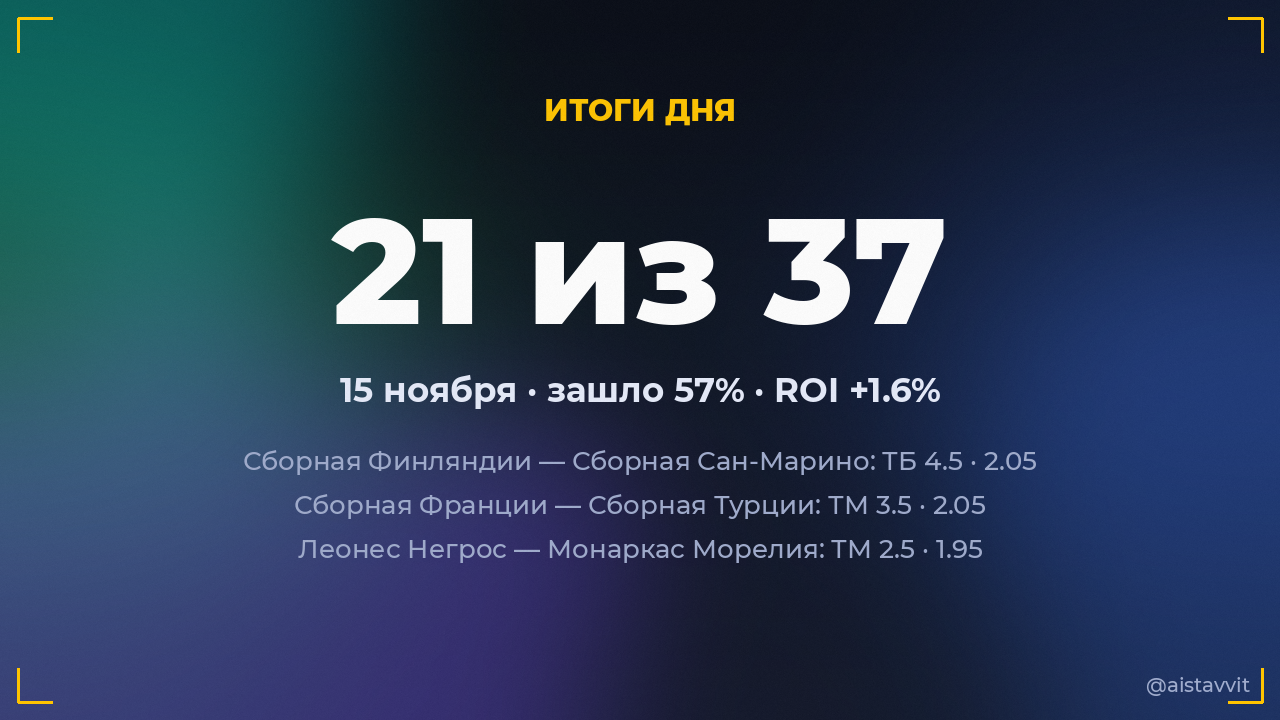 ИТОГИ ДНЯ
21 из 37
15 ноября · зашло 57% · ROI +1.6%
Сборная Финляндии — Сборная Сан-Марино: ТБ 4.5 · 2.05
Сборная Франции — Сборная Турции: ТМ 3.5 · 2.05
Леонес Негрос — Монаркас Морелия: ТМ 2.5 · 1.95
@aistavvit